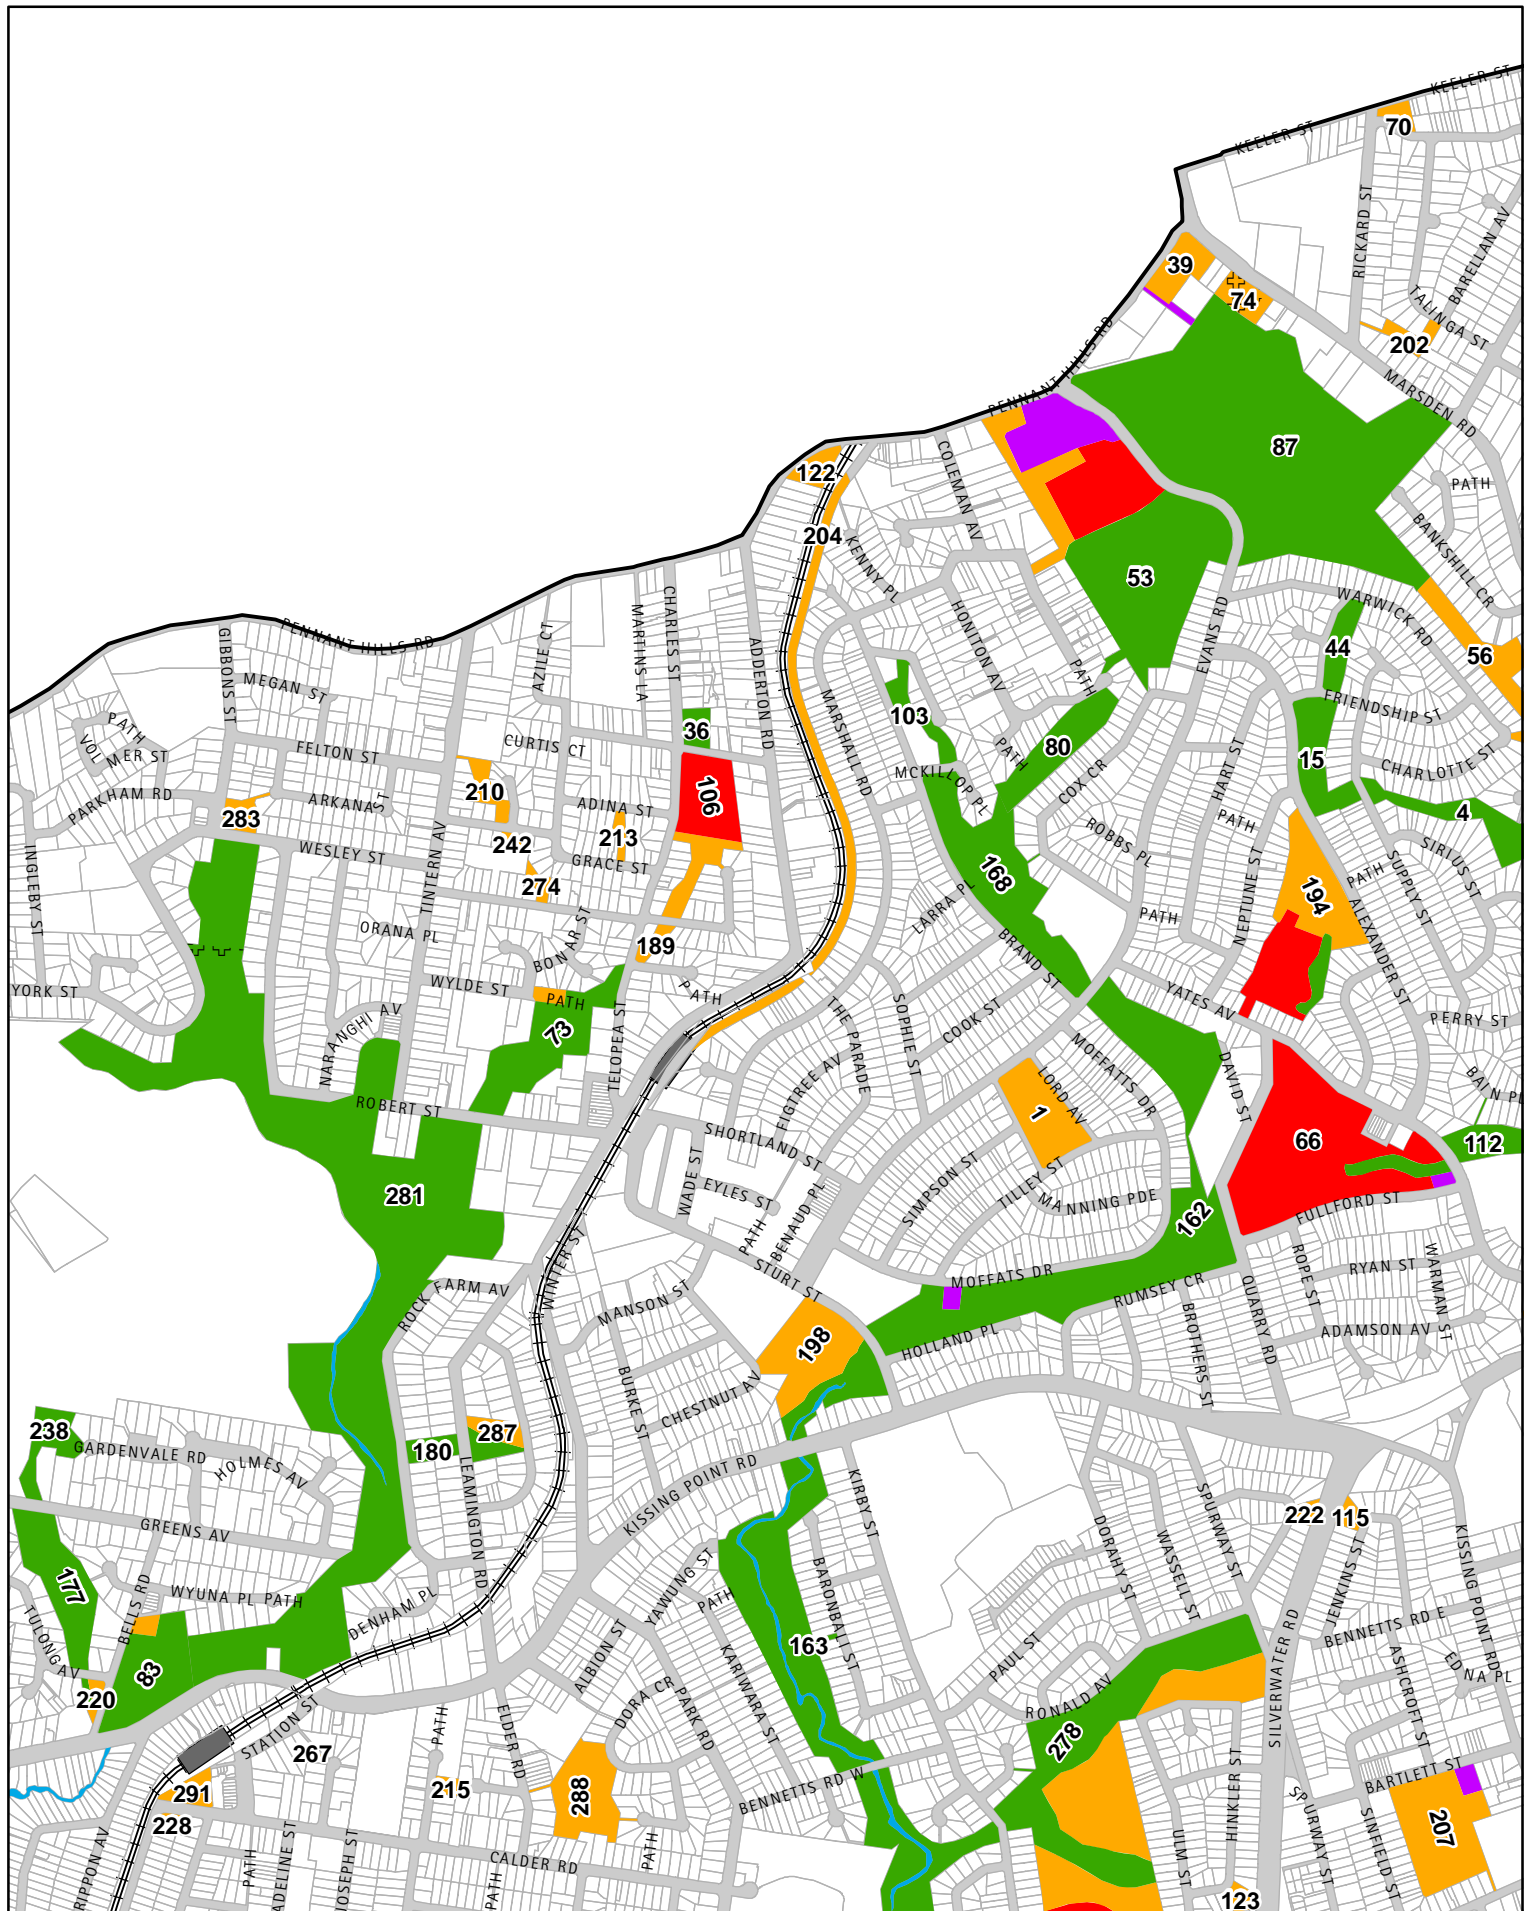 KEELER ST
70
KEELER ST
RICKARD ST
BARELLAN AV
39
74
TALINGA ST
202
PENNANT HILLS RD
MARSDEN RD
COLEMAN AV
87
122
PATH
204
KENNY PL
BANKSHILL CR
53
WARWICK RD
CHARLES ST
MARTINS LA
HONITON AV
EVANS RD
PENNANT HILLS RD
GIBBONS ST
AZILE CT
ADDERTON RD
PATH
44
56
MEGAN ST
MARSHALL RD
103
FRIENDSHIP ST
PATH
VOL
MER ST
36
CURTIS CT
FELTON ST
80
PATH
15
CHARLOTTE ST
MCKILLOP PL
COX CR
HART ST
PARKHAM RD
210
106
ARKANA ST
ADINA ST
283
213
PATH
4
ROBBS PL
242
WESLEY ST
GRACE ST
SIRIUS ST
INGLEBY ST
TINTERN AV
274
168
PATH
SUPPLY ST
194
LARRA PL
NEPTUNE ST
PATH
ORANA PL
BONAR ST
189
BRAND ST
ALEXANDER ST
YORK ST
WYLDE ST
PATH
PATH
YATES AV
73
NARANGHI AV
THE PARADE
SOPHIE ST
COOK ST
PERRY ST
TELOPEA ST
FIGTREE AV
MOFFATTS DR
LORD AV
DAVID ST
BAIN PL
ROBERT ST
1
SHORTLAND ST
66
112
WADE ST
EYLES ST
SIMPSON ST
TILLEY ST
281
BENAUD PL
PATH
MANNING PDE
162
FULLFORD ST
WINTER ST
STURT ST
MOFFATS DR
ROPE ST
RYAN ST
WARMAN ST
ROCK FARM AV
RUMSEY CR
QUARRY RD
MANSON ST
BROTHERS ST
198
HOLLAND PL
ADAMSON AV
BURKE ST
CHESTNUT AV
238
287
GARDENVALE RD
180
HOLMES AV
LEAMINGTON RD
KISSING POINT RD
KIRBY ST
SPURWAY ST
222
115
GREENS AV
DORAHY ST
WASSELL ST
JENKINS ST
KISSING POINT RD
177
YAWUNG ST
BARONBALI ST
WYUNA PL PATH
PATH
TULONG AV
BELLS RD
DENHAM PL
ALBION ST
163
PAUL ST
BENNETTS RD E
SILVERWATER RD
ASHCROFT ST
EDNA PL
83
KARIWARA ST
220
DORA CR
PARK RD
RONALD AV
STATION ST
PATH
ELDER RD
278
267
BENNETTS RD W
BARTLETT ST
291
215
288
HINKLER ST
SPURWAY ST
SINFIELD ST
207
228
RIPPON AV
ADELINE ST
JOSEPH ST
PATH
CALDER RD
PATH
PATH
ULM ST
123